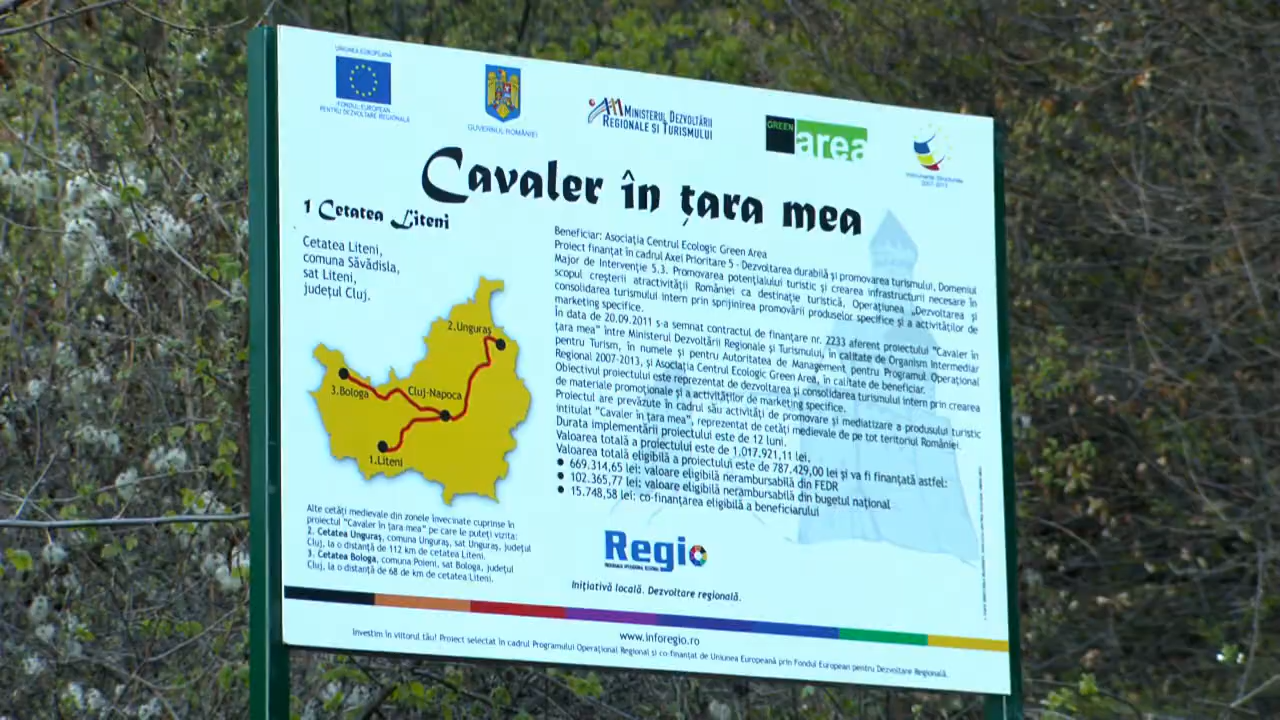 UNIUNEA EUROPEANĂ
FONDUL EUROPEAN
PENTRU DEZVOLTARE REGIONALĂ
GUVERNUL ROMÂNIEI
MINISTERUL DEZVOLTĂRII
REGIONALE ȘI TURISMULUI
GREEN
area
Instrumente Structurale
2007-2013
Cavaler în țara mea
1 Cetatea Liteni
Cetatea Liteni,
comuna Săvădisla,
sat Liteni,
județul Cluj.
2.Unguraș
3.Bologa
Cluj-Napoca
1.Liteni
Alte cetăți medievale din zonele învecinate cuprinse în
proiectul "Cavaler în țara mea" pe care le puteți vizita:
2. Cetatea Unguraș, comuna Unguraș, sat Unguraș, județul
Cluj, la o distanță de 112 km de cetatea Liteni.
3. Cetatea Bologa, comuna Poieni, sat Bologa, județul
Cluj, la o distanță de 68 de km de cetatea Liteni.
Beneficiar: Asociația Centrul Ecologic Green Area
Proiect finanțat în cadrul Axei Prioritare 5 - Dezvoltarea durabilă și promovarea turismului, Domeniul
Major de Intervenție 5.3. Promovarea potențialului turistic și crearea infrastructurii necesare în
scopul creșterii atractivității României ca destinație turistică, Operațiunea „Dezvoltarea și
consolidarea turismului intern prin sprijinirea promovării produselor specifice și a activităților de
marketing specifice.
În data de 20.09.2011 s-a semnat contractul de finanțare nr. 2233 aferent proiectului "Cavaler în
țara mea" între Ministerul Dezvoltării Regionale și Turismului, în calitate de Organism Intermediar
pentru Turism, în numele și pentru Autoritatea de Management pentru Programul Operațional
Regional 2007-2013, și Asociația Centrul Ecologic Green Area, în calitate de beneficiar.
Obiectivul proiectului este reprezentat de dezvoltarea și consolidarea turismului intern prin crearea
de materiale promoționale și a activităților de marketing specifice.
Proiectul are prevăzute în cadrul său activități de promovare și mediatizare a produsului turistic
intitulat "Cavaler în țara mea", reprezentat de cetăți medievale de pe tot teritoriul României.
Durata implementării proiectului este de 12 luni.
Valoarea totală a proiectului este de 1.017.921,11 lei.
Valoarea totală eligibilă a proiectului este de 787.429,00 lei și va fi finanțată astfel:
● 669.314,65 lei: valoare eligibilă nerambursabilă din FEDR
● 102.365,77 lei: valoare eligibilă nerambursabilă din bugetul național
● 15.748,58 lei: co-finanțarea eligibilă a beneficiarului
Regio
PROGRAMUL OPERAȚIONAL REGIONAL
Inițiativă locală. Dezvoltare regională.
www.inforegio.ro
Investim în viitorul tău! Proiect selectat în cadrul Programului Operațional Regional și co-finanțat de Uniunea Europeană prin Fondul European pentru Dezvoltare Regională.